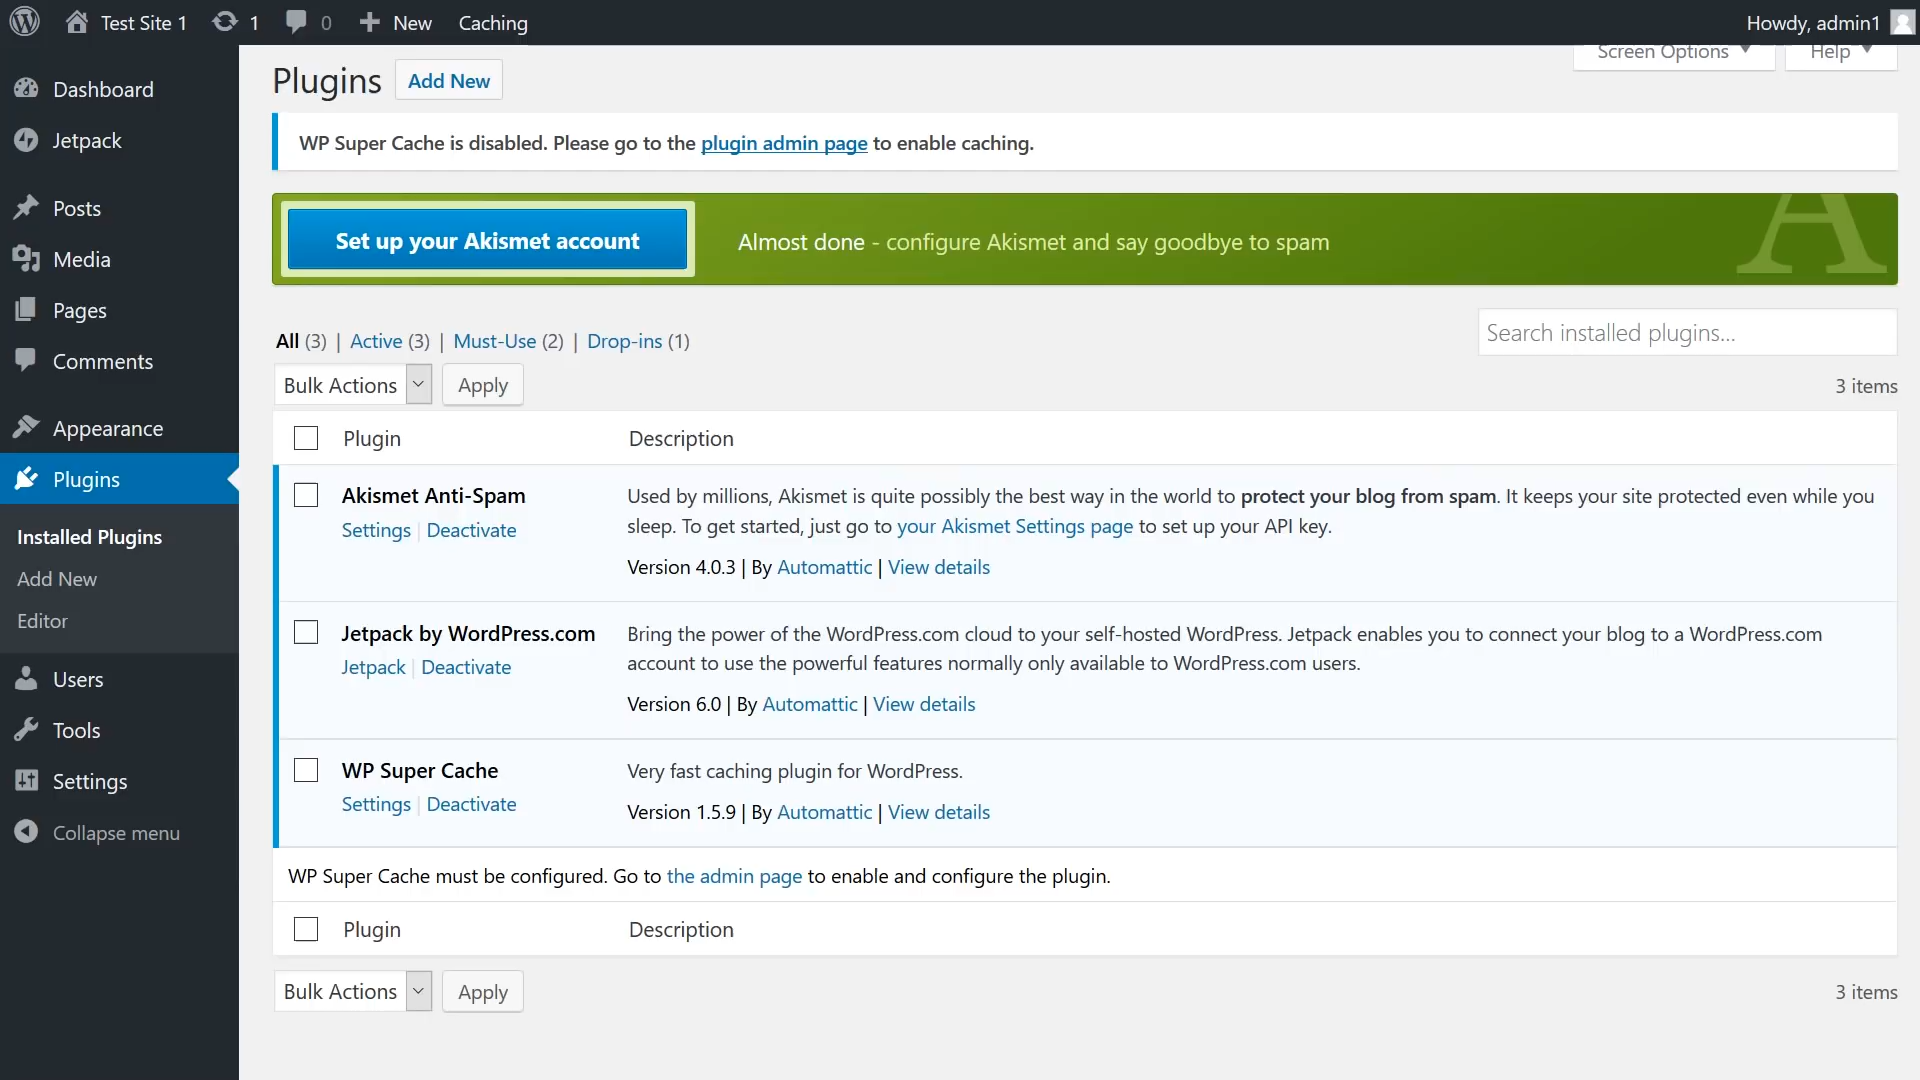 Test Site 1 1 0 New Caching Howdy, admin1
Screen Options Help
Dashboard
Jetpack
Posts
Media
Pages
Comments
Appearance
Plugins
Installed Plugins
Add New
Editor
Users
Tools
Settings
Collapse menu
Plugins Add New
WP Super Cache is disabled. Please go to the plugin admin page to enable caching.
Set up your Akismet account Almost done - configure Akismet and say goodbye to spam
A
All (3) | Active (3) | Must-Use (2) | Drop-ins (1)
Search installed plugins...
Bulk Actions Apply 3 items
Plugin Description
Akismet Anti-Spam
Settings | Deactivate
Used by millions, Akismet is quite possibly the best way in the world to protect your blog from spam. It keeps your site protected even while you
sleep. To get started, just go to your Akismet Settings page to set up your API key.
Version 4.0.3 | By Automattic | View details
Jetpack by WordPress.com
Jetpack | Deactivate
Bring the power of the WordPress.com cloud to your self-hosted WordPress. Jetpack enables you to connect your blog to a WordPress.com
account to use the powerful features normally only available to WordPress.com users.
Version 6.0 | By Automattic | View details
WP Super Cache
Settings | Deactivate
Very fast caching plugin for WordPress.
Version 1.5.9 | By Automattic | View details
WP Super Cache must be configured. Go to the admin page to enable and configure the plugin.
Plugin Description
Bulk Actions Apply 3 items